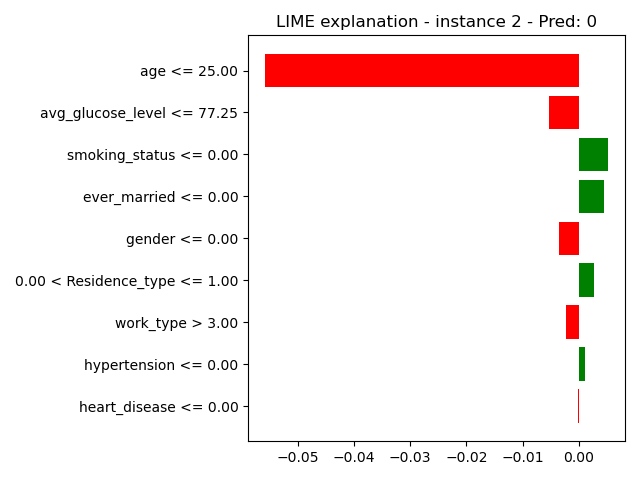 LIME explanation - instance 2 - Pred: 0
age <= 25.00
avg_glucose_level <= 77.25
smoking_status <= 0.00
ever_married <= 0.00
gender <= 0.00
0.00 < Residence_type <= 1.00
work_type > 3.00
hypertension <= 0.00
heart_disease <= 0.00
−0.05 −0.04 −0.03 −0.02 −0.01 0.00